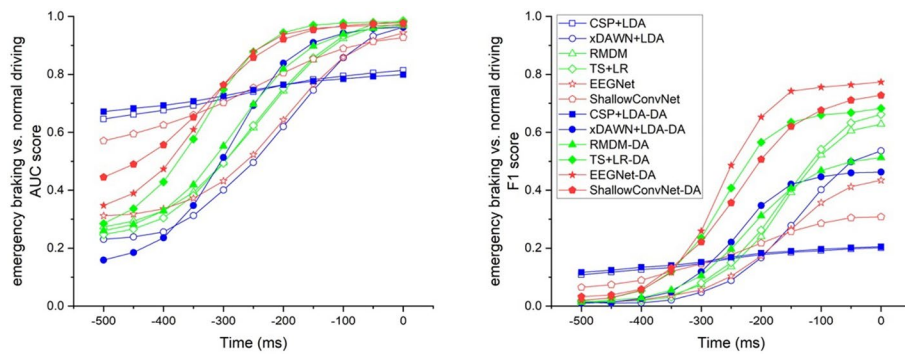 emergency braking vs. normal driving
AUC score
1.0
0.8
0.6
0.4
0.2
0.0
-500
-400
-300
-200
-100
0
Time (ms)
emergency braking vs. normal driving
F1 score
1.0
0.8
0.6
0.4
0.2
0.0
-500
-400
-300
-200
-100
0
Time (ms)
CSP+LDA
xDAWN+LDA
RMDM
TS+LR
EEGNet
ShallowConvNet
CSP+LDA-DA
xDAWN+LDA-DA
RMDM-DA
TS+LR-DA
EEGNet-DA
ShallowConvNet-DA